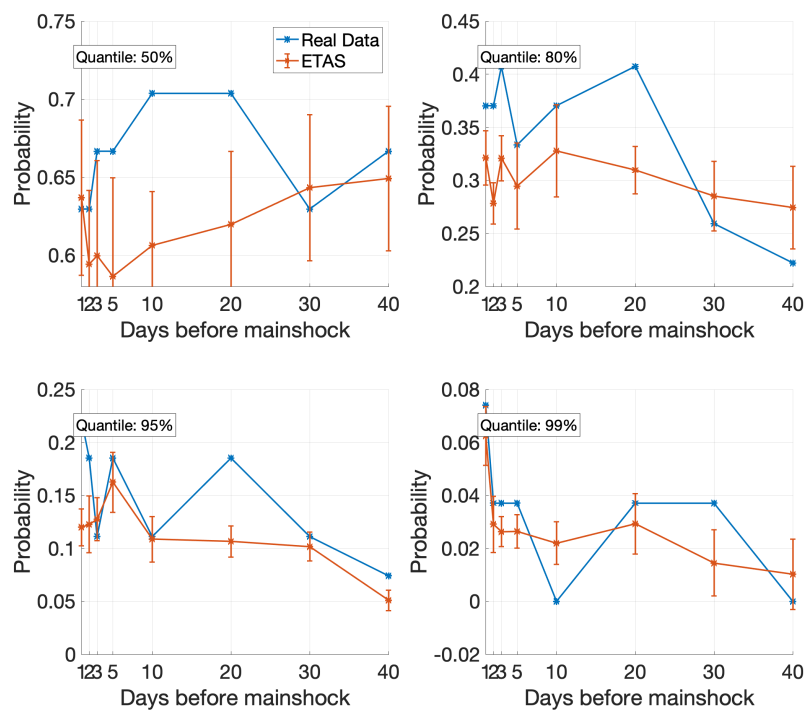 0.75
0.7
0.65
0.6
Probability
Quantile: 50%
Real Data
ETAS
1 2 3 5 10 20 30 40
Days before mainshock
0.45
0.4
0.35
0.3
0.25
0.2
Probability
Quantile: 80%
1 2 3 5 10 20 30 40
Days before mainshock
0.25
0.2
0.15
0.1
0.05
0
Probability
Quantile: 95%
1 2 3 5 10 20 30 40
Days before mainshock
0.08
0.06
0.04
0.02
0
-0.02
Probability
Quantile: 99%
1 2 3 5 10 20 30 40
Days before mainshock